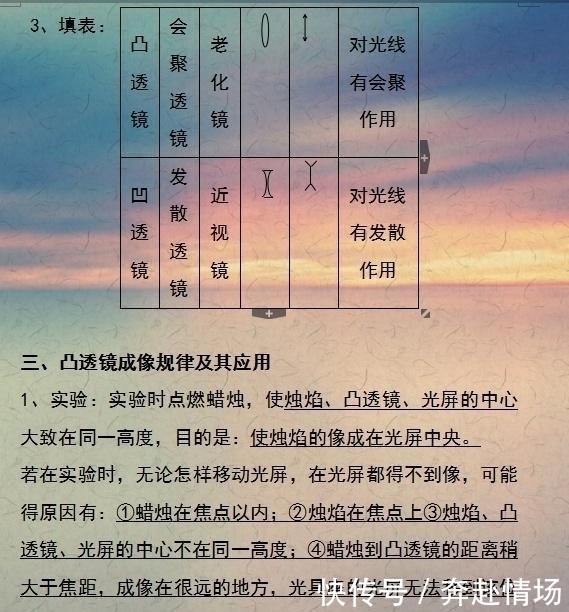 3、填表：
凸透镜 会聚透镜 老化镜 对光线有会聚作用
凹透镜 发散透镜 近视镜 对光线有发散作用
三、凸透镜成像规律及其应用
1、实验：实验时点燃蜡烛，使烛焰、凸透镜、光屏的中心
大致在同一高度，目的是：使烛焰的像成在光屏中央。
若在实验时，无论怎样移动光屏，在光屏都得不到像，可能
得原因有：①蜡烛在焦点以内；②烛焰在焦点上③烛焰、凸
透镜、光屏的中心不在同一高度；④蜡烛到凸透镜的距离稍
大于焦距，成像在很远的地方，光具
快传号 / 奔赴情场